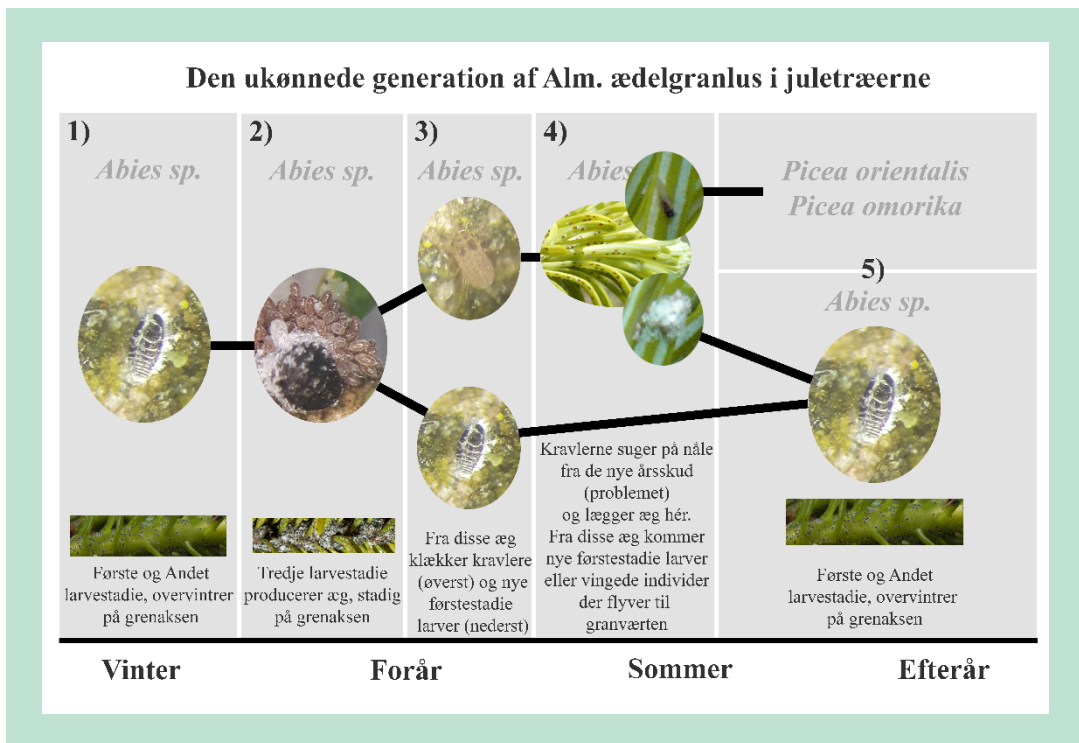 Den ukønnede generation af Alm. ædelgranlus i juletræerne
1)
Abies sp.
Første og Andet
larvestadie, overvintrer
på grenaksen
2)
Abies sp.
Tredje larvestadie
producerer æg, stadig
på grenaksen
3)
Abies sp.
Fra disse æg
klækker kravlere
(øverst) og nye
førstestadie
larver (nederst)
4)
Abies
Kravlerne suger på nåle
fra de nye årsskud
(problemet)
og lægger æg hér.
Fra disse æg kommer
nye førstestadie larver
eller vingede individer
der flyver til
granværten
Picea orientalis
Picea omorika
5)
Abies sp.
Første og Andet
larvestadie, overvintrer
på grenaksen
Vinter
Forår
Sommer
Efterår